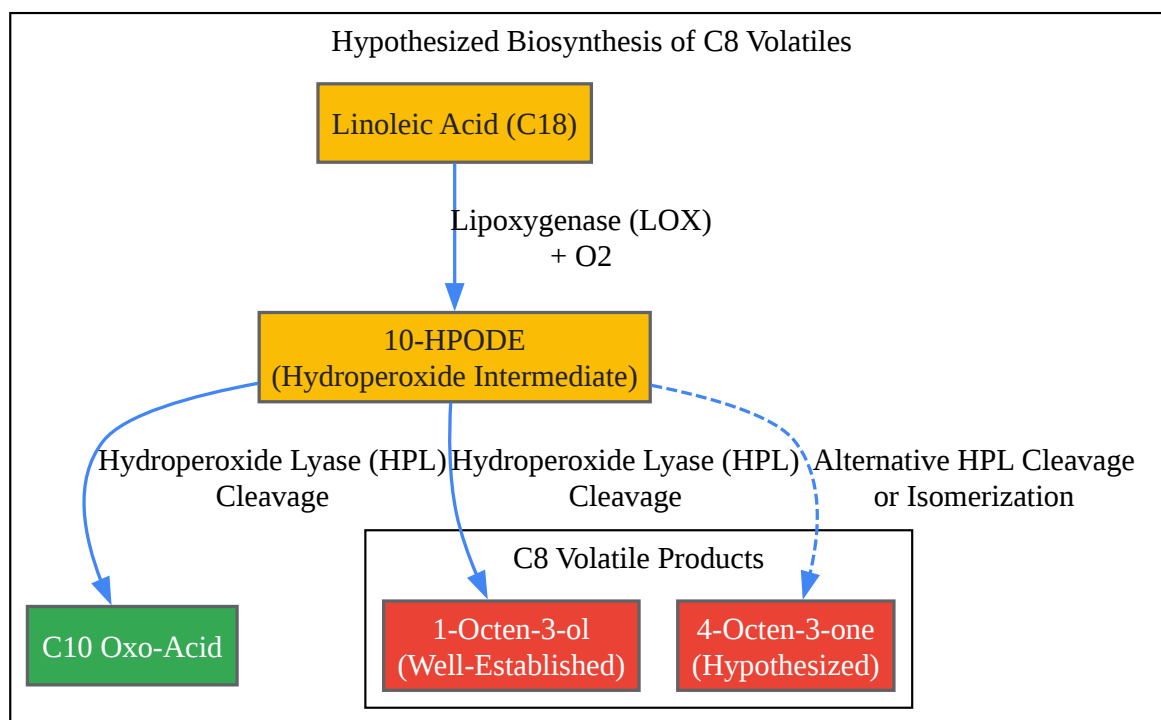 Hypothesized Biosynthesis of C8 Volatiles
Linoleic Acid (C18)
Lipoxygenase (LOX)
+ O2
10-HPODE
(Hydroperoxide Intermediate)
Hydroperoxide Lyase (HPL)
Cleavage
Hydroperoxide Lyase (HPL)
Cleavage
Alternative HPL Cleavage
or Isomerization
C8 Volatile Products
C10 Oxo-Acid
1-Octen-3-ol
(Well-Established)
4-Octen-3-one
(Hypothesized)